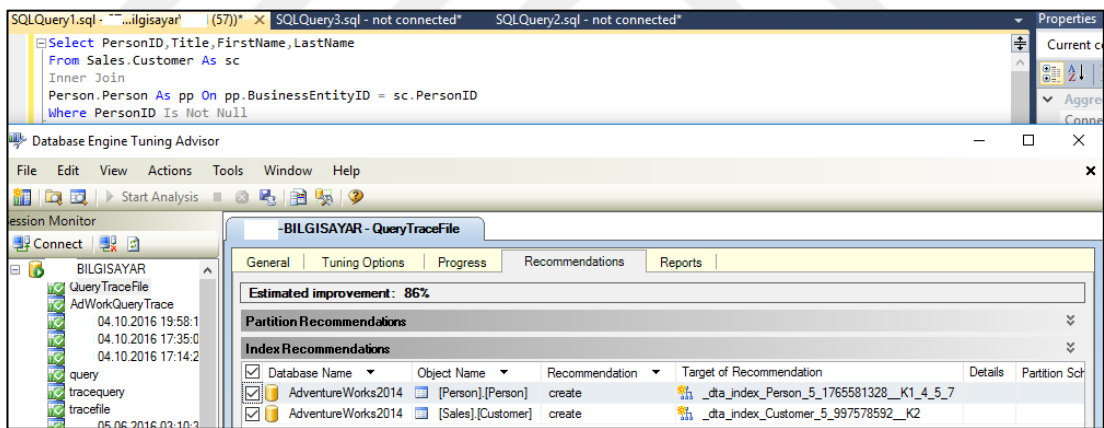 SQLQuery1.sql - ...ilgisayar\ (57))* SQLQuery3.sql - not connected* SQLQuery2.sql - not connected* Properties
Select PersonID,Title,FirstName,LastName
From Sales.Customer As sc
Inner Join
Person.Person As pp On pp.BusinessEntityID = sc.PersonID
Where PersonID Is Not Null
Current
Aggre
Conne
Database Engine Tuning Advisor
File Edit View Actions Tools Window Help
Start Analysis
ession Monitor
Connect
BILGISAYAR
QueryTraceFile
AdWorkQueryTrace
04.10.2016 19:58:1
04.10.2016 17:35:0
04.10.2016 17:14:2
query
tracequery
tracefile
05.06.2016 03:10:3
-BILGISAYAR - QueryTraceFile
General Tuning Options Progress Recommendations Reports
Estimated improvement: 86%
Partition Recommendations
Index Recommendations
Database Name Object Name Recommendation Target of Recommendation Details Partition Sch
AdventureWorks2014 [Person].[Person] create _dta_index_Person_5_1765581328__K1_4_5_7
AdventureWorks2014 [Sales].[Customer] create _dta_index_Customer_5_997578592__K2